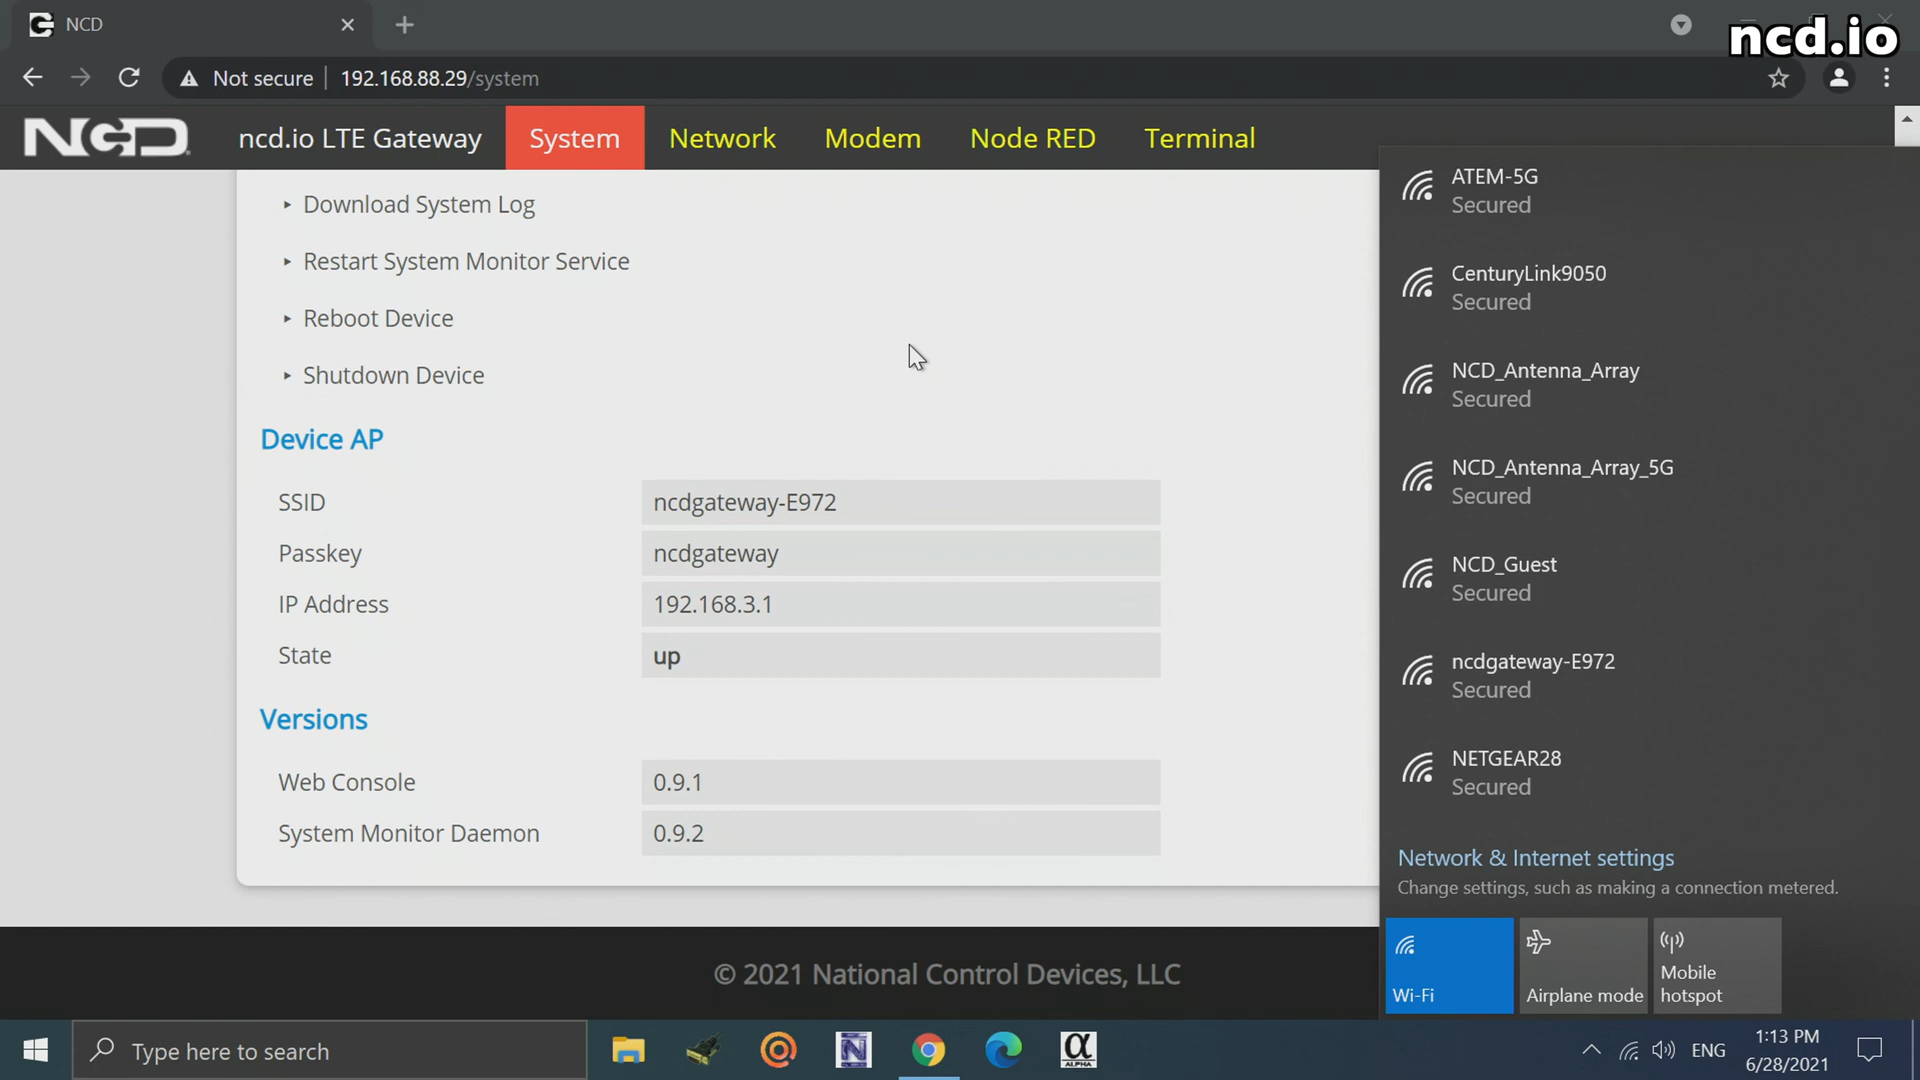 NCD
ncd.io
Not secure
192.168.88.29/system
NCD
ncd.io LTE Gateway
System
Network
Modem
Node RED
Terminal
Download System Log
Restart System Monitor Service
Reboot Device
Shutdown Device
Device AP
SSID
ncdgateway-E972
Passkey
ncdgateway
IP Address
192.168.3.1
State
up
Versions
Web Console
0.9.1
System Monitor Daemon
0.9.2
© 2021 National Control Devices, LLC
ATEM-5G
Secured
CenturyLink9050
Secured
NCD_Antenna_Array
Secured
NCD_Antenna_Array_5G
Secured
NCD_Guest
Secured
ncdgateway-E972
Secured
NETGEAR28
Secured
Network & Internet settings
Change settings, such as making a connection metered.
Wi-Fi
Airplane mode
Mobile
hotspot
Type here to search
N
α
ALPHA
ENG
1:13 PM
6/28/2021